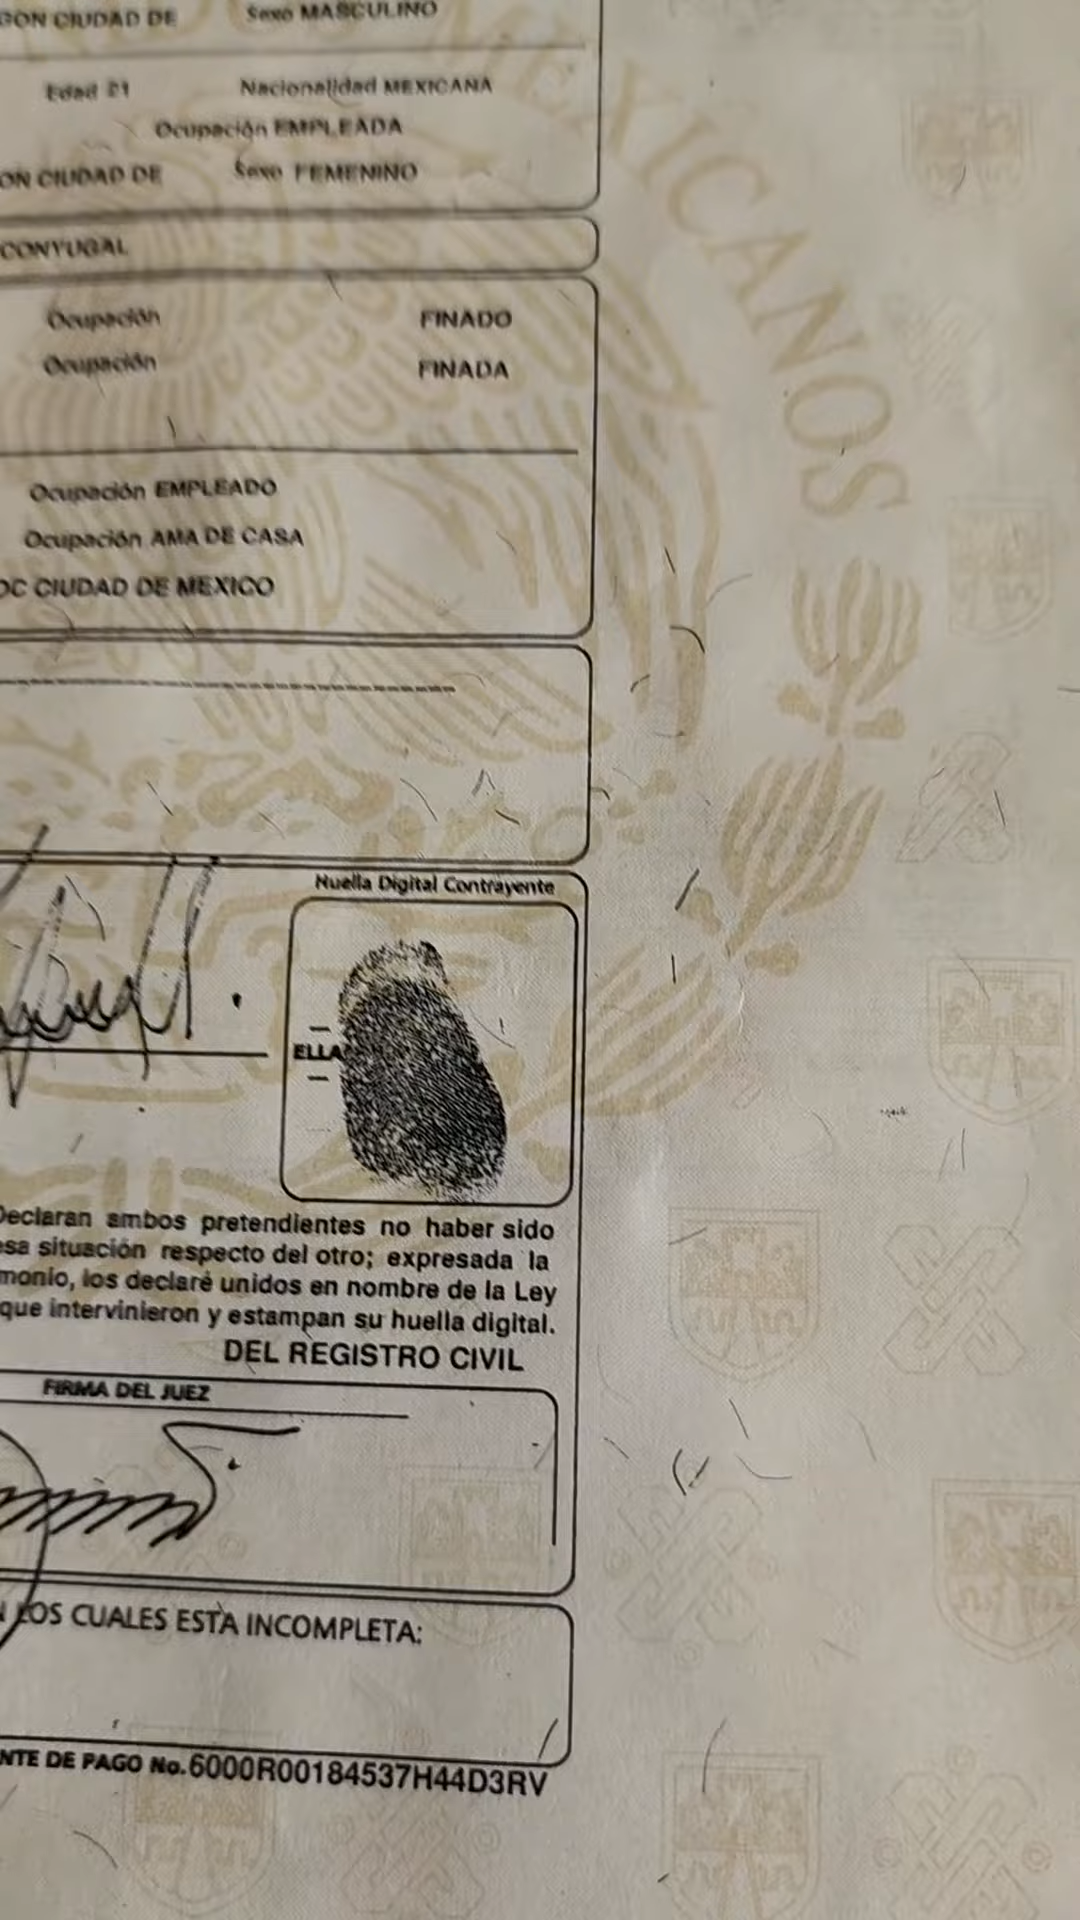 GON CIUDAD DE Sexo MASCULINO
Edad 21 Nacionalidad MEXICANA
Ocupación EMPLEADA
ON CIUDAD DE Sexo FEMENINO
CONYUGAL
Ocupación FINADO
Ocupación FINADA
Ocupación EMPLEADO
Ocupación AMA DE CASA
OC CIUDAD DE MEXICO
MEXICANOS
Huella Digital Contrayente
ELLA
Declaran ambos pretendientes no haber sido
esa situación respecto del otro; expresada la
monio, los declaré unidos en nombre de la Ley
que intervinieron y estampan su huella digital.
DEL REGISTRO CIVIL
FIRMA DEL JUEZ
N LOS CUALES ESTA INCOMPLETA:
NTE DE PAGO No.6000R00184537H44D3RV